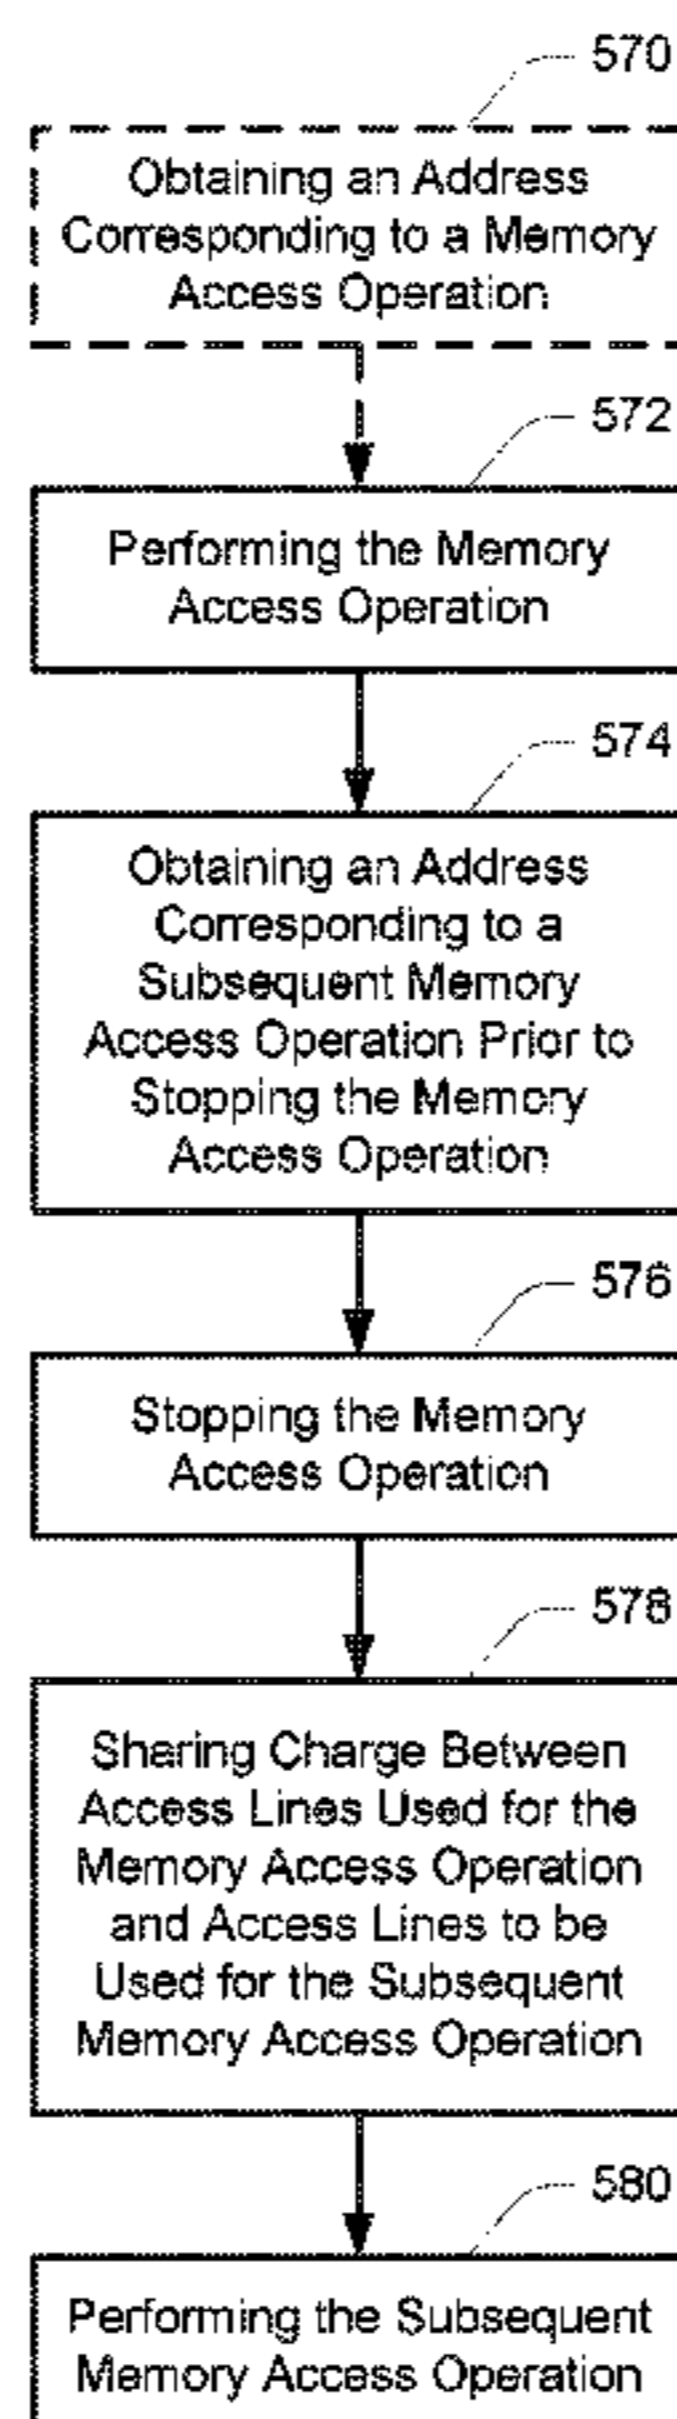 570
Obtaining an Address
Corresponding to a Memory
Access Operation
572
Performing the Memory
Access Operation
574
Obtaining an Address
Corresponding to a
Subsequent Memory
Access Operation Prior to
Stopping the Memory
Access Operation
576
Stopping the Memory
Access Operation
578
Sharing Charge Between
Access Lines Used for the
Memory Access Operation
and Access Lines to be
Used for the Subsequent
Memory Access Operation
580
Performing the Subsequent
Memory Access Operation